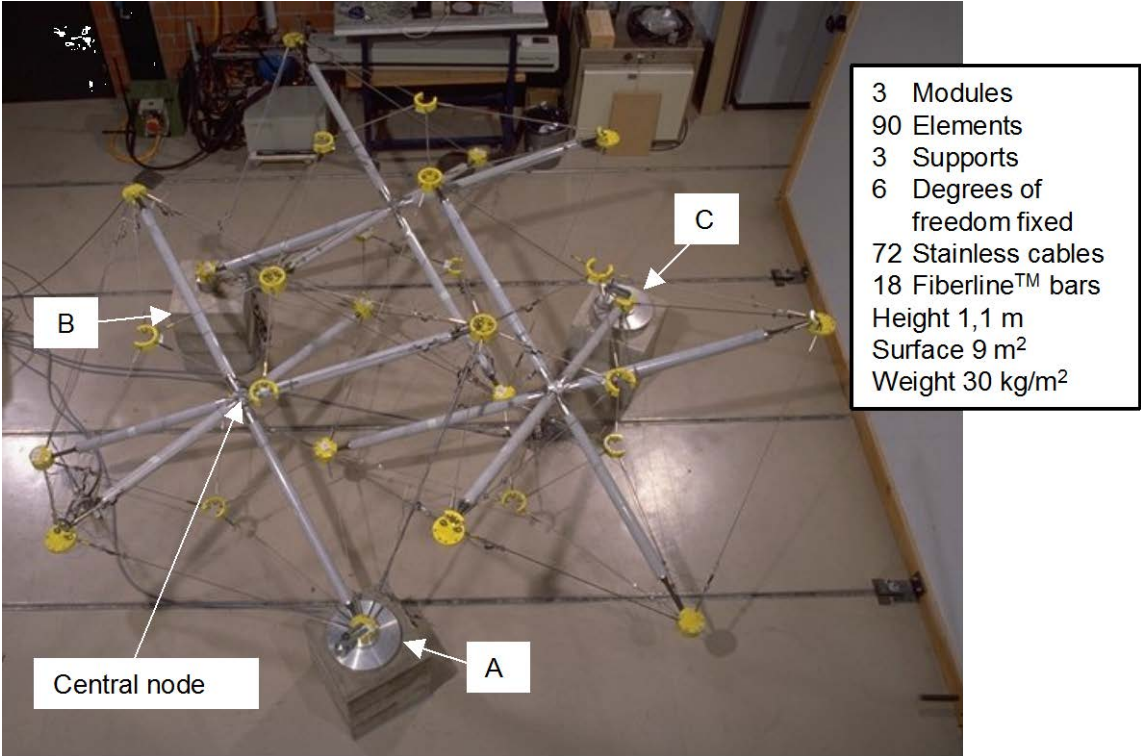 C
B
A
Central node
3 Modules
90 Elements
3 Supports
6 Degrees of
freedom fixed
72 Stainless cables
18 Fiberline™ bars
Height 1,1 m
Surface 9 m²
Weight 30 kg/m²